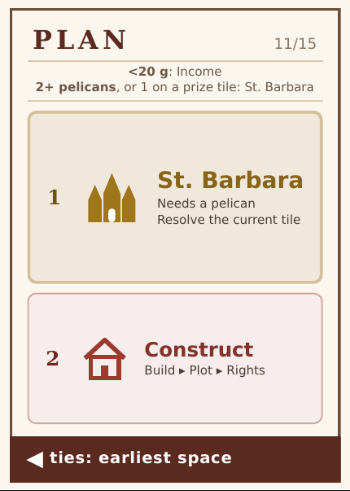 PLAN 11/15
<20 g: Income
2+ pelicans, or 1 on a prize tile: St. Barbara
1
St. Barbara
Needs a pelican
Resolve the current tile
2
Construct
Build ▸ Plot ▸ Rights
◀ ties: earliest space